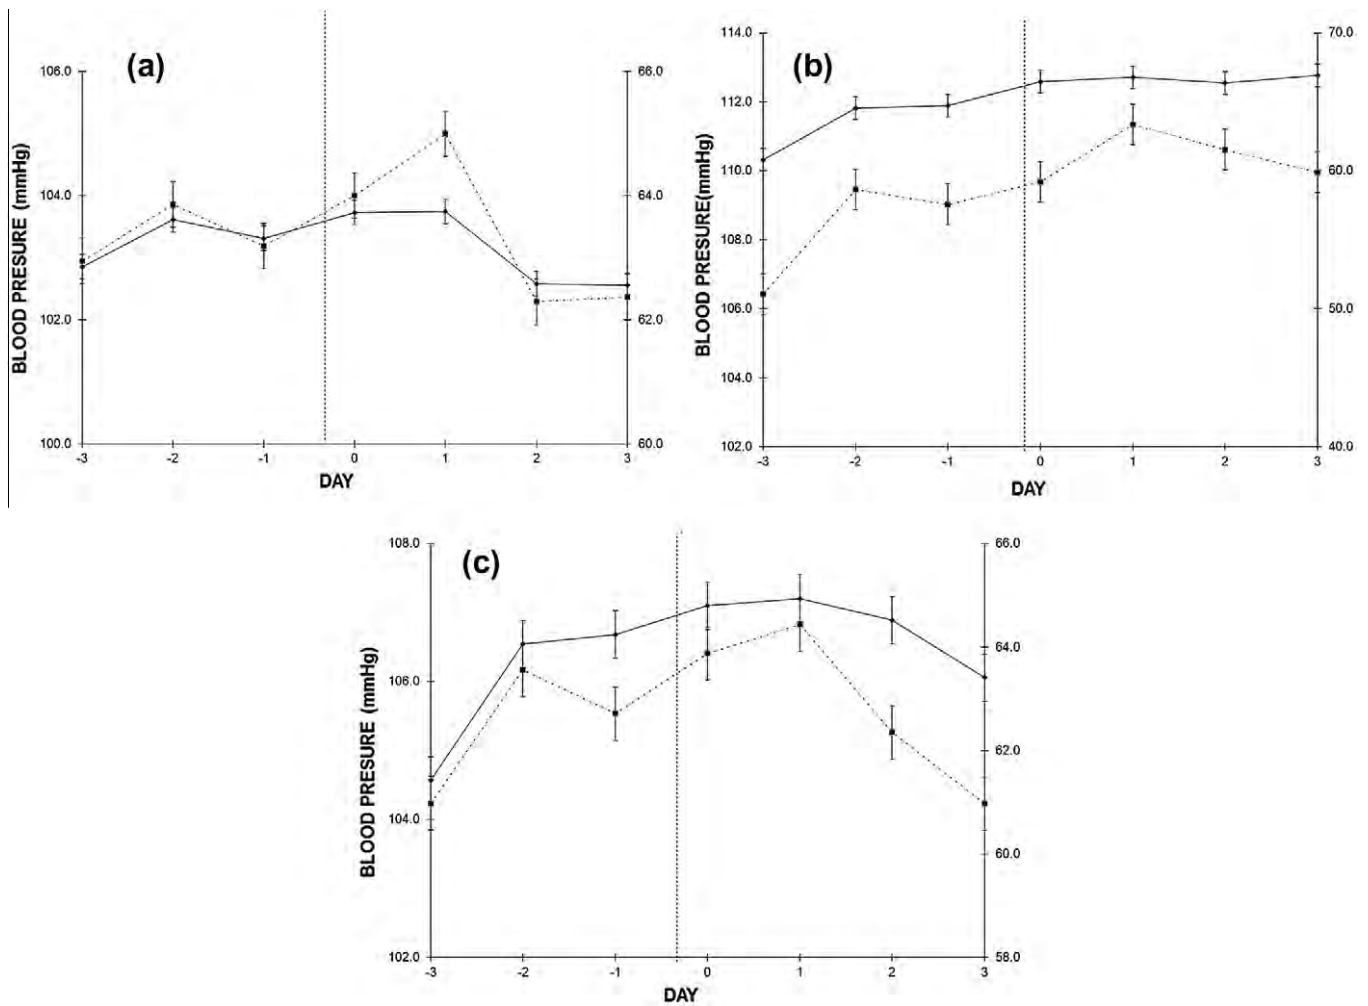 (a)
106.0
104.0
102.0
100.0
66.0
64.0
62.0
60.0
BLOOD PRESURE (mmHg)
-3 -2 -1 0 1 2 3
DAY
(b)
114.0
112.0
110.0
108.0
106.0
104.0
102.0
70.0
60.0
50.0
40.0
BLOOD PRESURE(mmHg)
-3 -2 -1 0 1 2 3
DAY
(c)
108.0
106.0
104.0
102.0
66.0
64.0
62.0
60.0
58.0
BLOOD PRESURE (mmHg)
-3 -2 -1 0 1 2 3
DAY